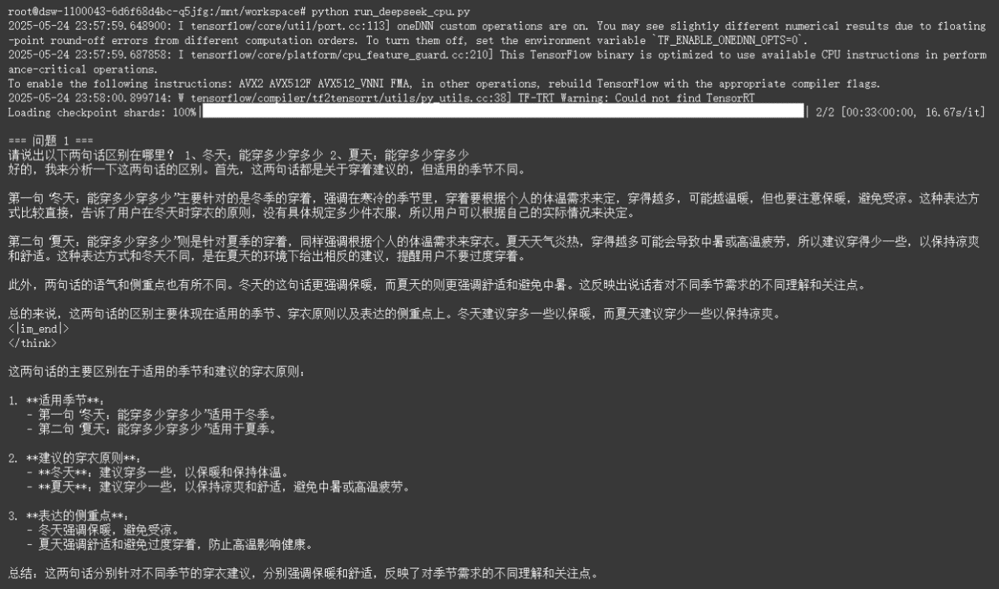 root@dsw-1100043-6d6f68d4bc-q5jfg:/mnt/workspace# python run_deepseek_cpu.py
2025-05-24 23:57:59.648900: I tensorflow/core/util/port.cc:113] oneDNN custom operations are on. You may see slightly different numerical results due to floating
-point round-off errors from different computation orders. To turn them off, set the environment variable `TF_ENABLE_ONEDNN_OPTS=0`.
2025-05-24 23:57:59.687858: I tensorflow/core/platform/cpu_feature_guard.cc:210] This TensorFlow binary is optimized to use available CPU instructions in perform
ance-critical operations.
To enable the following instructions: AVX2 AVX512F AVX512_VNNI FMA, in other operations, rebuild TensorFlow with the appropriate compiler flags.
2025-05-24 23:58:00.899714: W tensorflow/compiler/tf2tensorrt/utils/py_utils.cc:38] TF-TRT Warning: Could not find TensorRT
Loading checkpoint shards: 100%| | 2/2 [00:33<00:00, 16.67s/it]
=== 问题 1 ===
请说出以下两句话区别在哪里? 1、冬天：能穿多少穿多少 2、夏天：能穿多少穿多少
好的，我来分析一下这两句话的区别。首先，这两句话都是关于穿着建议的，但适用的季节不同。
第一句“冬天：能穿多少穿多少”主要针对的是冬季的穿着，强调在寒冷的季节里，穿着要根据个人的体温需求来定，穿得越多，可能越温暖，但也要注意保暖，避免受凉。这种表达方
式比较直接，告诉了用户在冬天时穿衣的原则，没有具体规定多少件衣服，所以用户可以根据自己的实际情况来决定。
第二句“夏天：能穿多少穿多少”则是针对夏季的穿着，同样强调根据个人的体温需求来穿衣。夏天天气炎热，穿得越多可能会导致中暑或高温疲劳，所以建议穿得少一些，以保持凉爽
和舒适。这种表达方式和冬天不同，是在夏天的环境下给出相反的建议，提醒用户不要过度穿着。
此外，两句话的语气和侧重点也有所不同。冬天的这句话更强调保暖，而夏天的则更强调舒适和避免中暑。这反映出说话者对不同季节需求的不同理解和关注点。
总的来说，这两句话的区别主要体现在适用的季节、穿衣原则以及表达的侧重点上。冬天建议穿多一些以保暖，而夏天建议穿少一些以保持凉爽。
<|im_end|>
</think>
这两句话的主要区别在于适用的季节和建议的穿衣原则：
1. **适用季节**：
- 第一句“冬天：能穿多少穿多少”适用于冬季。
- 第二句“夏天：能穿多少穿多少”适用于夏季。
2. **建议的穿衣原则**：
- **冬天**：建议穿多一些，以保暖和保持体温。
- **夏天**：建议穿少一些，以保持凉爽和舒适，避免中暑或高温疲劳。
3. **表达的侧重点**：
- 冬天强调保暖，避免受凉。
- 夏天强调舒适和避免过度穿着，防止高温影响健康。
总结：这两句话分别针对不同季节的穿衣建议，分别强调保暖和舒适，反映了对季节需求的不同理解和关注点。